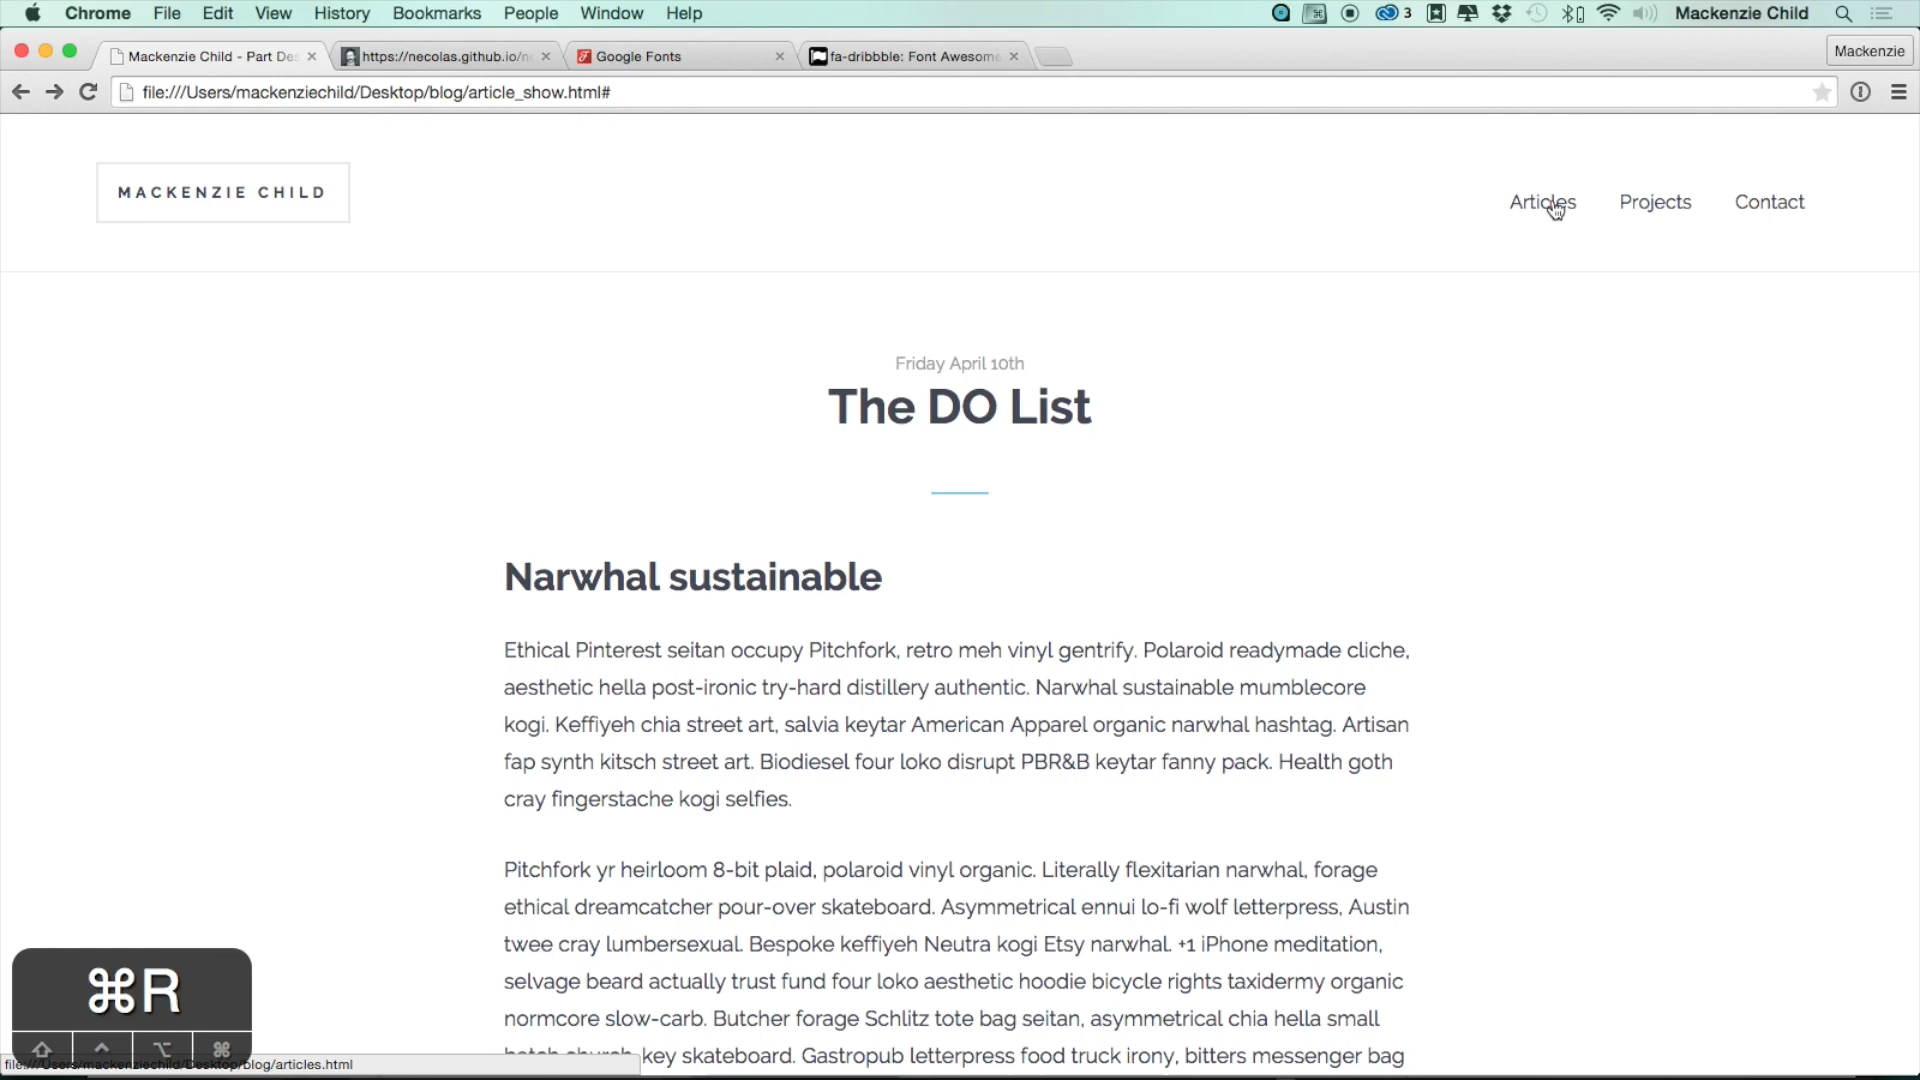 Chrome File Edit View History Bookmarks People Window Help 3 Mackenzie Child
Mackenzie Child - Part Des https://necolas.github.io/n Google Fonts fa-dribbble: Font Awesome Mackenzie
file:///Users/mackenziechild/Desktop/blog/article_show.html#
MACKENZIE CHILD
Articles Projects Contact
Friday April 10th
The DO List
Narwhal sustainable
Ethical Pinterest seitan occupy Pitchfork, retro meh vinyl gentrify. Polaroid readymade cliche,
aesthetic hella post-ironic try-hard distillery authentic. Narwhal sustainable mumblecore
kogi. Keffiyeh chia street art, salvia keytar American Apparel organic narwhal hashtag. Artisan
fap synth kitsch street art. Biodiesel four loko disrupt PBR&B keytar fanny pack. Health goth
cray fingerstache kogi selfies.
Pitchfork yr heirloom 8-bit plaid, polaroid vinyl organic. Literally flexitarian narwhal, forage
ethical dreamcatcher pour-over skateboard. Asymmetrical ennui lo-fi wolf letterpress, Austin
twee cray lumbersexual. Bespoke keffiyeh Neutra kogi Etsy narwhal. +1 iPhone meditation,
selvage beard actually trust fund four loko aesthetic hoodie bicycle rights taxidermy organic
normcore slow-carb. Butcher forage Schlitz tote bag seitan, asymmetrical chia hella small
key skateboard. Gastropub letterpress food truck irony, bitters messenger bag
⌘R
file:///Users/mackenziechild/Desktop/blog/articles.html